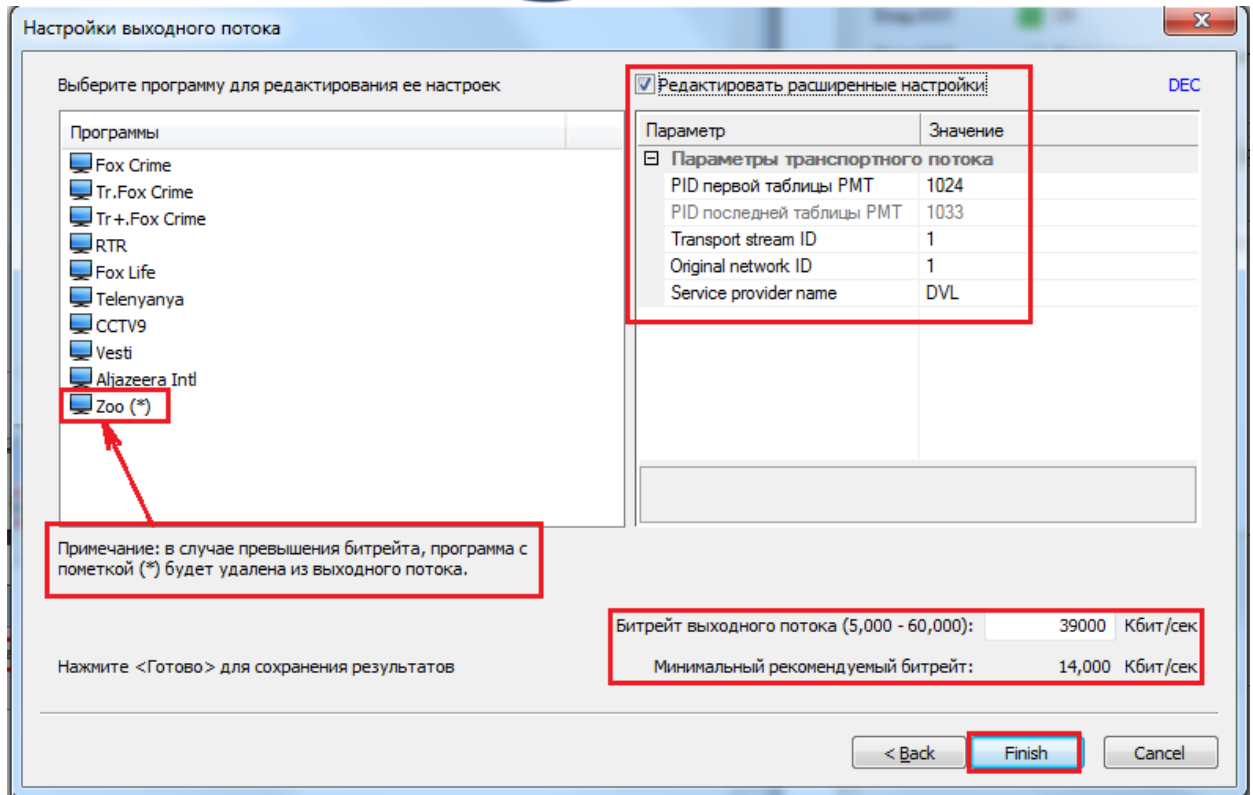 Настройки выходного потока
Выберите программу для редактирования ее настроек
Редактировать расширенные настройки
DEC
Программы
Fox Crime
Tr.Fox Crime
Tr+.Fox Crime
RTR
Fox Life
Telenyanya
CCTV9
Vesti
Aljazeera Intl
Zoo (*)
Параметр Значение
Параметры транспортного потока
PID первой таблицы PMT 1024
PID последней таблицы PMT 1033
Transport stream ID 1
Original network ID 1
Service provider name DVL
Примечание: в случае превышения битрейта, программа с
пометкой (*) будет удалена из выходного потока.
Битрейт выходного потока (5,000 - 60,000): 39000 Кбит/сек
Нажмите <Готово> для сохранения результатов
Минимальный рекомендуемый битрейт: 14,000 Кбит/сек
< Back
Finish
Cancel